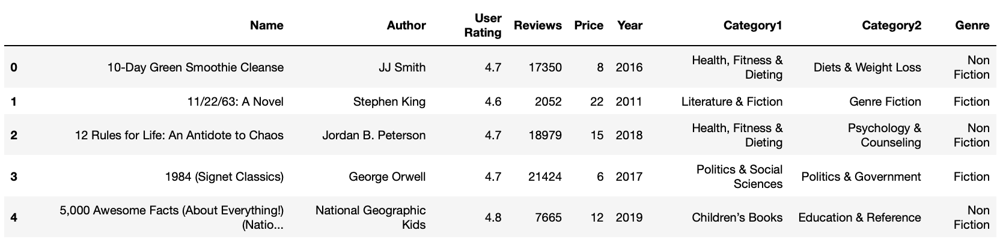 Name Author User Rating Reviews Price Year Category1 Category2 Genre
0 10-Day Green Smoothie Cleanse JJ Smith 4.7 17350 8 2016 Health, Fitness & Dieting Diets & Weight Loss Non Fiction
1 11/22/63: A Novel Stephen King 4.6 2052 22 2011 Literature & Fiction Genre Fiction Fiction
2 12 Rules for Life: An Antidote to Chaos Jordan B. Peterson 4.7 18979 15 2018 Health, Fitness & Dieting Psychology & Counseling Non Fiction
3 1984 (Signet Classics) George Orwell 4.7 21424 6 2017 Politics & Social Sciences Politics & Government Fiction
4 5,000 Awesome Facts (About Everything!) (Natio... National Geographic Kids 4.8 7665 12 2019 Children’s Books Education & Reference Non Fiction